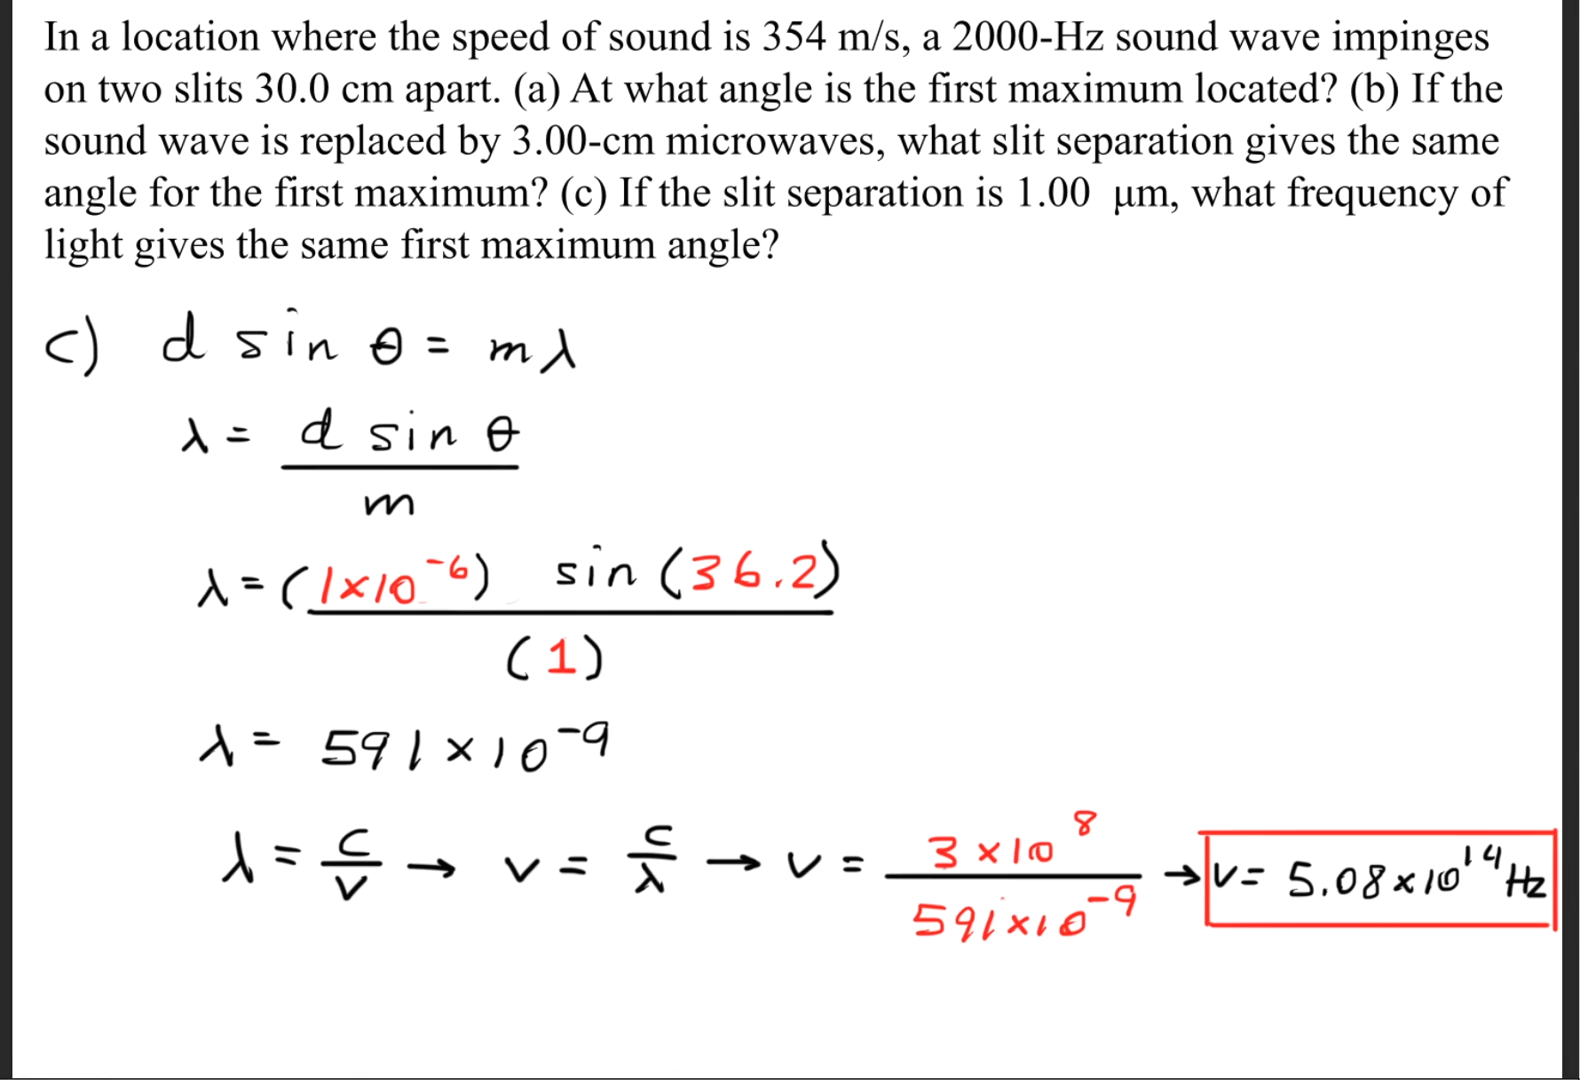 In a location where the speed of sound is 354 m/s, a 2000-Hz sound wave impinges
on two slits 30.0 cm apart. (a) At what angle is the first maximum located? (b) If the
sound wave is replaced by 3.00-cm microwaves, what slit separation gives the same
angle for the first maximum? (c) If the slit separation is 1.00 μm, what frequency of
light gives the same first maximum angle?
c) d sin θ = mλ
λ = d sin θ
m
λ = (1×10⁻⁶) sin (36.2)
(1)
λ = 591×10⁻⁹
λ = c/v → v = c/λ → v = 3×10⁸ / 591×10⁻⁹ → v = 5.08×10¹⁴ Hz